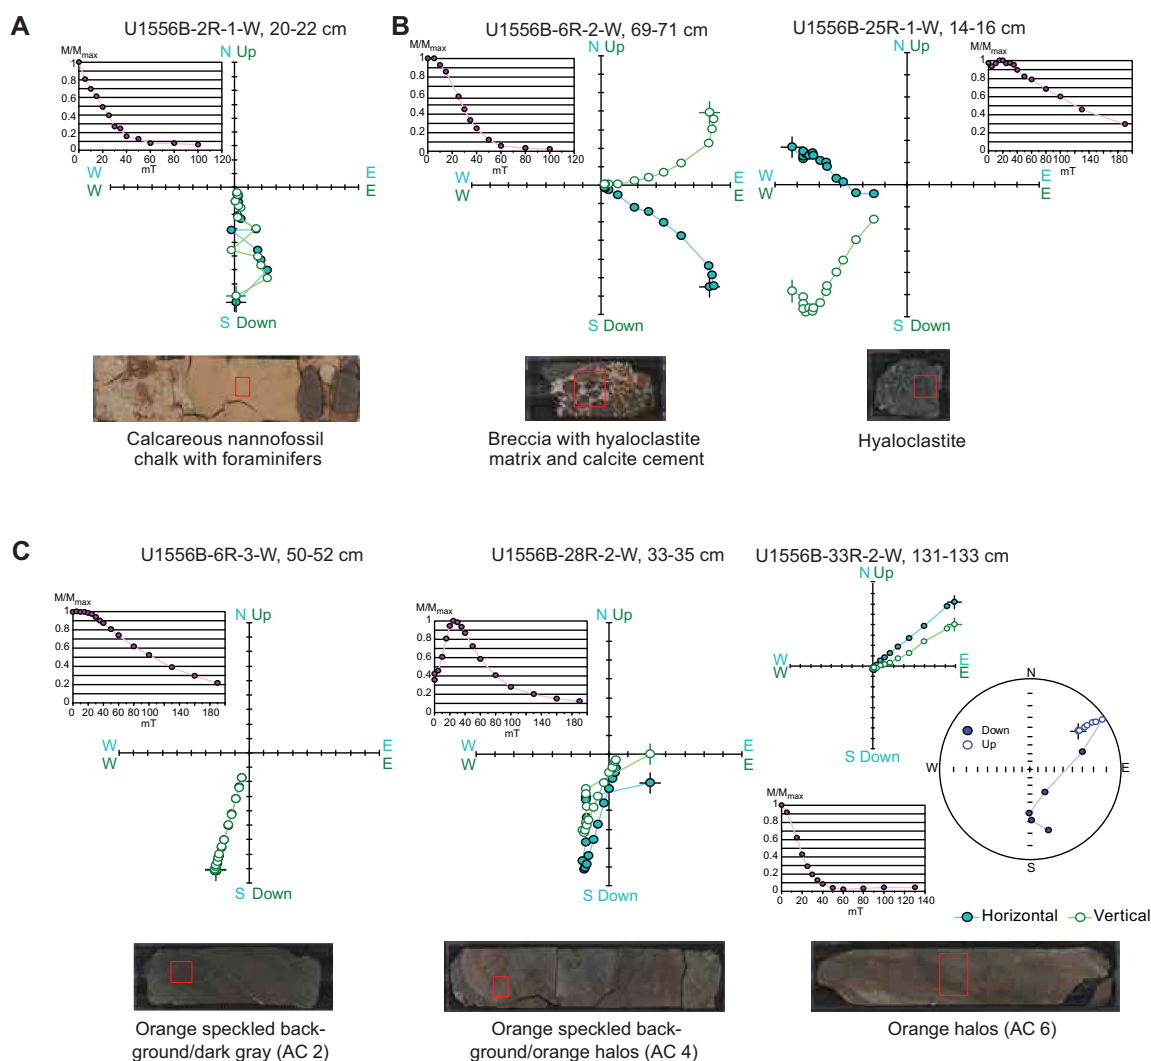 A
U1556B-2R-1-W, 20-22 cm
M/Mmax
1
0.8
0.6
0.4
0.2
0
0 20 40 60 80 100 120
mT
N Up
W
W
E
E
S Down
Calcareous nannofossil
chalk with foraminifers
B
U1556B-6R-2-W, 69-71 cm
M/Mmax
1
0.8
0.6
0.4
0.2
0
0 20 40 60 80 100 120
mT
N Up
W
W
E
E
S Down
Breccia with hyaloclastite
matrix and calcite cement
U1556B-25R-1-W, 14-16 cm
N Up
M/Mmax
1
0.8
0.6
0.4
0.2
0
0 20 40 60 80 100 140 190
mT
W
W
E
E
S Down
Hyaloclastite
C
U1556B-6R-3-W, 50-52 cm
M/Mmax
1
0.8
0.6
0.4
0.2
0
0 20 40 60 80 100 140 190
mT
N Up
W
W
E
E
S Down
Orange speckled back-
ground/dark gray (AC 2)
U1556B-28R-2-W, 33-35 cm
M/Mmax
1
0.8
0.6
0.4
0.2
0
0 20 40 60 80 100 140 190
mT
N Up
W
W
E
E
S Down
Orange speckled back-
ground/orange halos (AC 4)
U1556B-33R-2-W, 131-133 cm
N Up
W
W
E
E
S Down
N
Down
Up
W
E
S
M/Mmax
1
0.8
0.6
0.4
0.2
0
0 20 40 60 80 100 120 140
mT
Horizontal Vertical
Orange halos (AC 6)